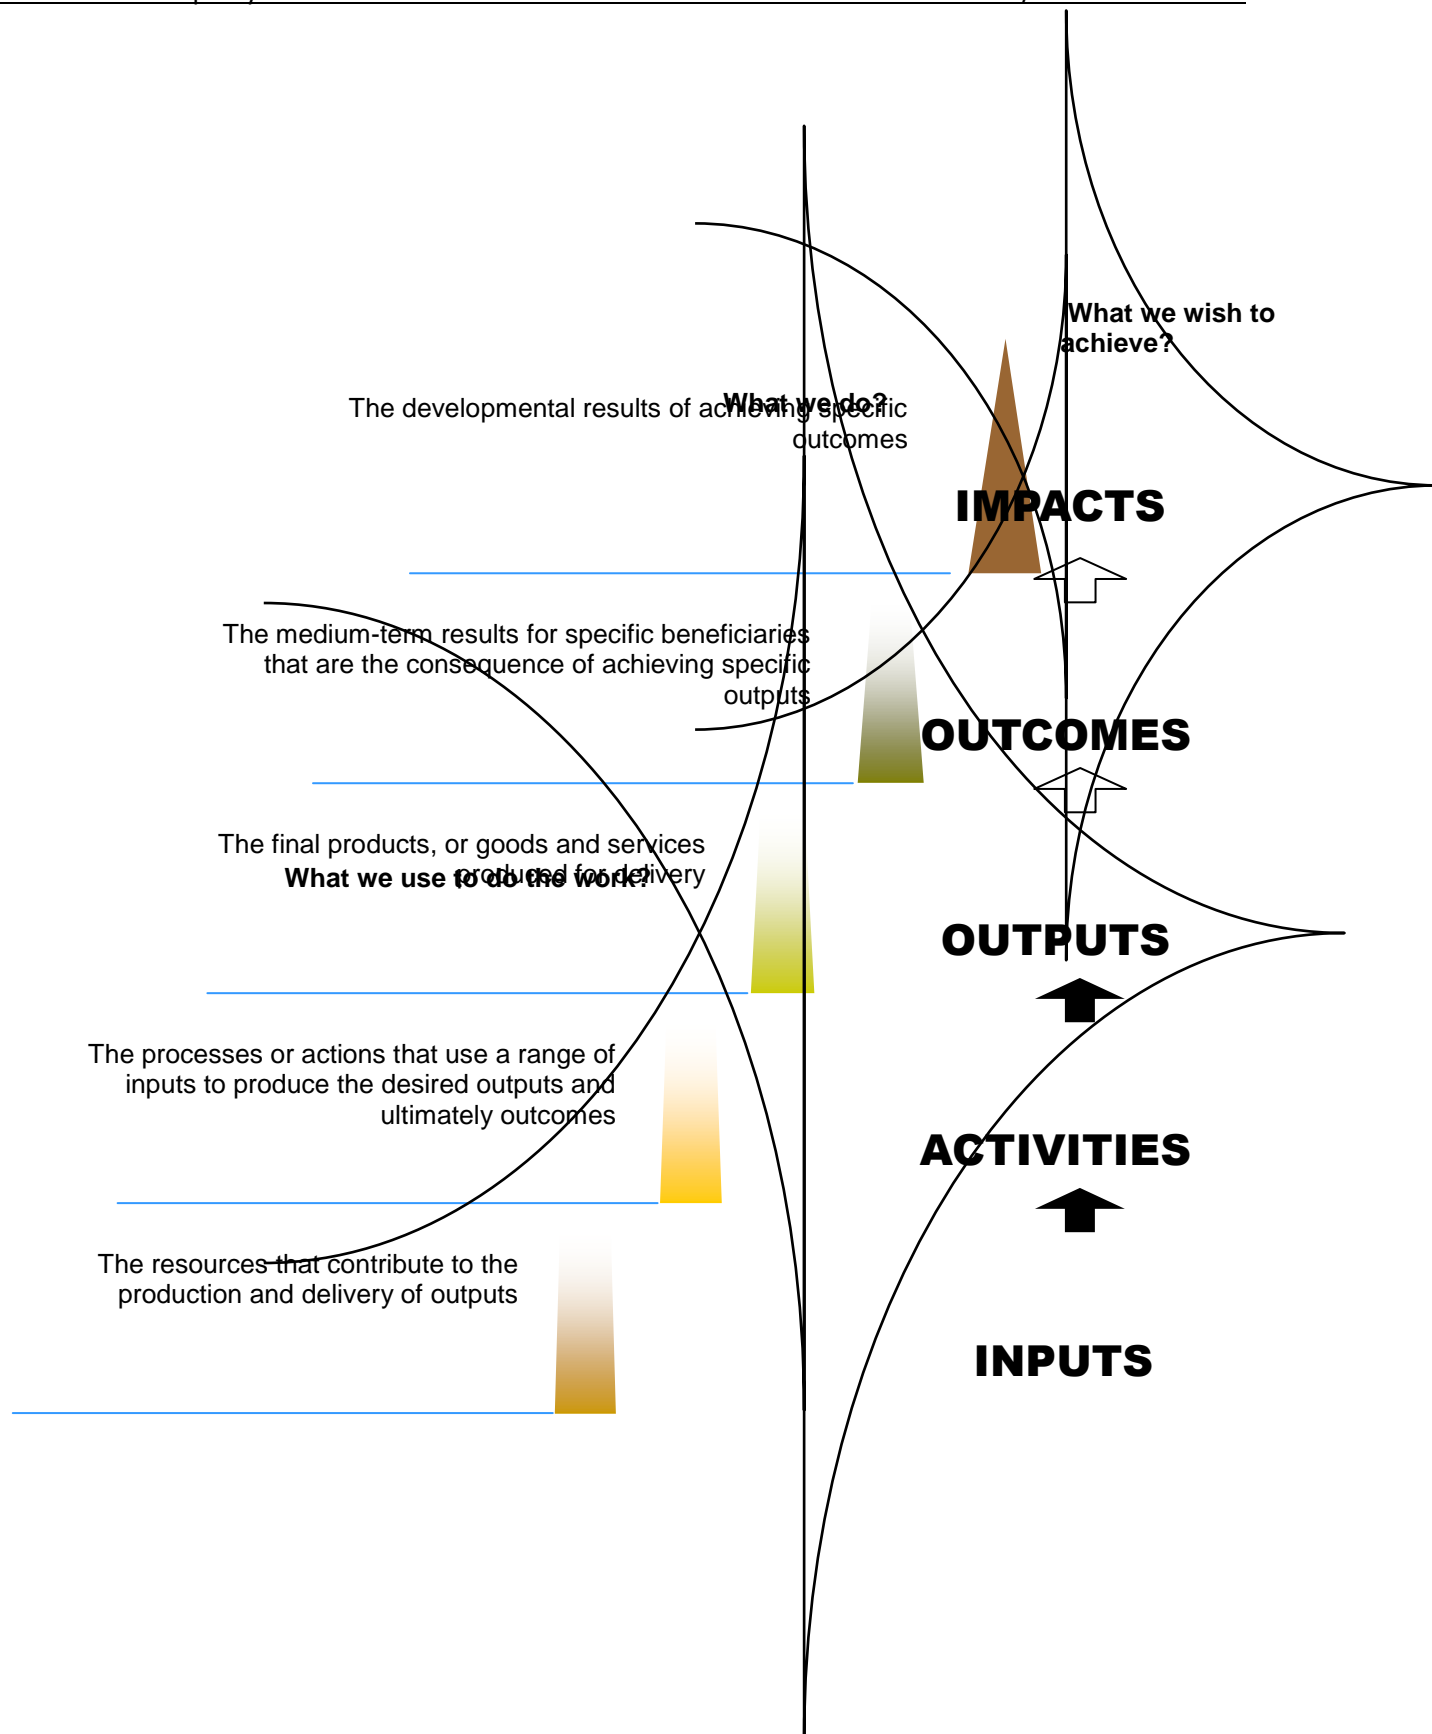 What we wish to
achieve?
What we do?
The developmental results of achieving specific
outcomes
IMPACTS
The medium-term results for specific beneficiaries
that are the consequence of achieving specific
outputs
OUTCOMES
The final products, or goods and services
produced for delivery
What we use to do the work?
OUTPUTS
The processes or actions that use a range of
inputs to produce the desired outputs and
ultimately outcomes
ACTIVITIES
The resources that contribute to the
production and delivery of outputs
INPUTS